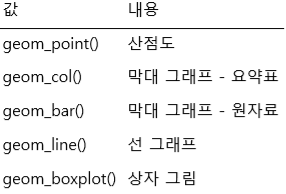 값 내용
geom_point() 산점도
geom_col() 막대 그래프 - 요약표
geom_bar() 막대 그래프 - 원자료
geom_line() 선 그래프
geom_boxplot() 상자 그림